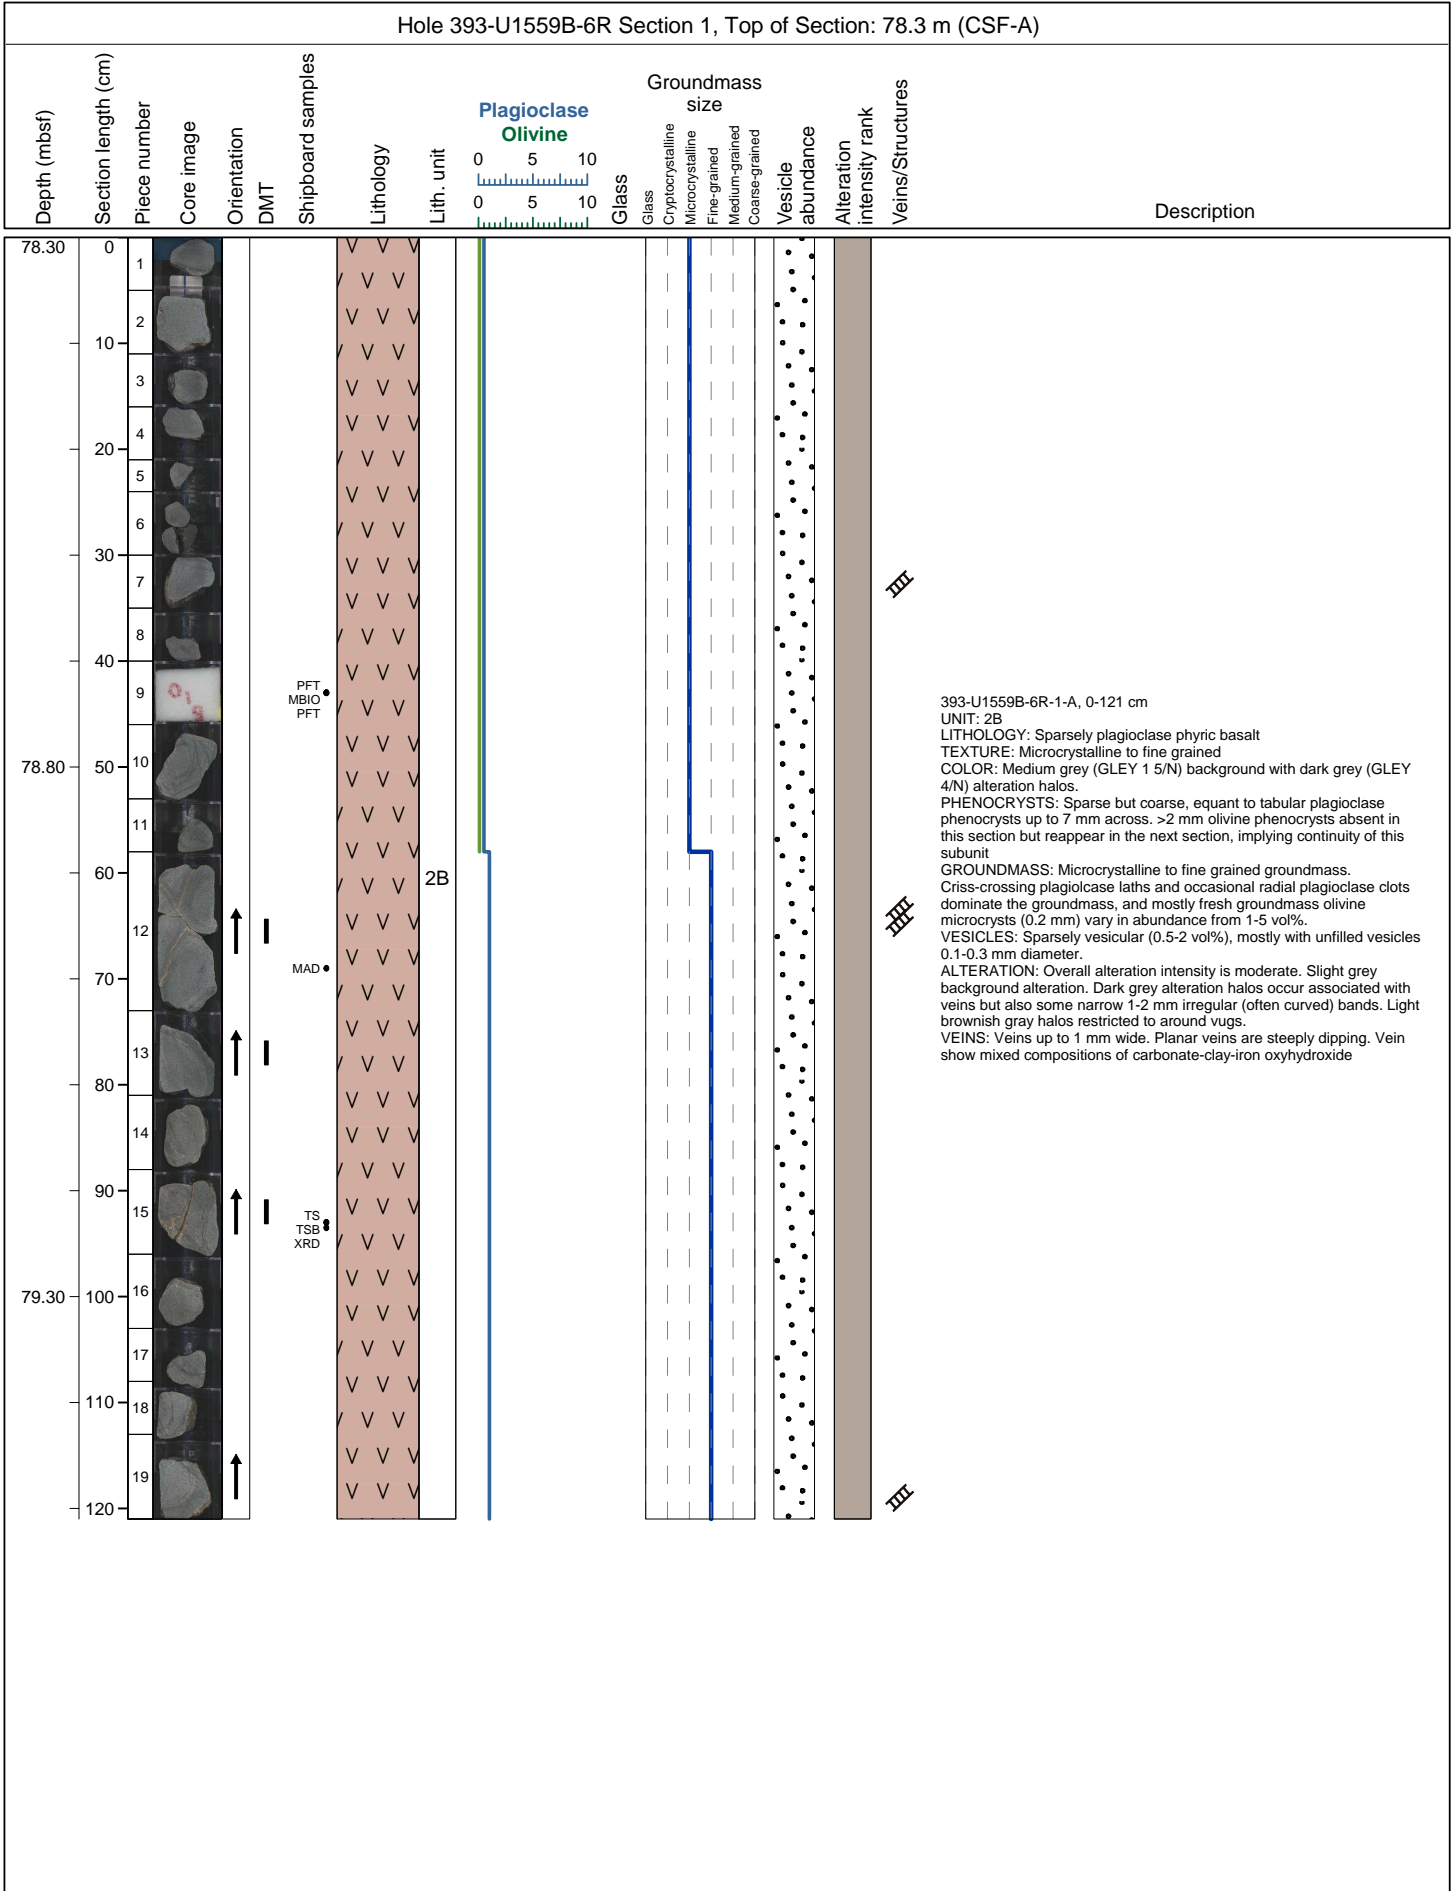 Hole 393-U1559B-6R Section 1, Top of Section: 78.3 m (CSF-A)
Depth (mbsf)
Section length (cm)
Piece number
Core image
Orientation
DMT
Shipboard samples
Lithology
Lith. unit
Plagioclase
Olivine
0 5 10
0 5 10
Glass
Groundmass
size
Glass
Cryptocrystalline
Microcrystalline
Fine-grained
Medium-grained
Coarse-grained
Vesicle
abundance
Alteration
intensity rank
Veins/Structures
Description
78.30
78.80
79.30
0
10
20
30
40
50
60
70
80
90
100
110
120
1
2
3
4
5
6
7
8
9
10
11
12
13
14
15
16
17
18
19
PFT
MBIO
PFT
MAD
TS
TSB
XRD
2B
393-U1559B-6R-1-A, 0-121 cm
UNIT: 2B
LITHOLOGY: Sparsely plagioclase phyric basalt
TEXTURE: Microcrystalline to fine grained
COLOR: Medium grey (GLEY 1 5/N) background with dark grey (GLEY
4/N) alteration halos.
PHENOCRYSTS: Sparse but coarse, equant to tabular plagioclase
phenocrysts up to 7 mm across. >2 mm olivine phenocrysts absent in
this section but reappear in the next section, implying continuity of this
subunit
GROUNDMASS: Microcrystalline to fine grained groundmass.
Criss-crossing plagiolcase laths and occasional radial plagioclase clots
dominate the groundmass, and mostly fresh groundmass olivine
microcrysts (0.2 mm) vary in abundance from 1-5 vol%.
VESICLES: Sparsely vesicular (0.5-2 vol%), mostly with unfilled vesicles
0.1-0.3 mm diameter.
ALTERATION: Overall alteration intensity is moderate. Slight grey
background alteration. Dark grey alteration halos occur associated with
veins but also some narrow 1-2 mm irregular (often curved) bands. Light
brownish gray halos restricted to around vugs.
VEINS: Veins up to 1 mm wide. Planar veins are steeply dipping. Vein
show mixed compositions of carbonate-clay-iron oxyhydroxide